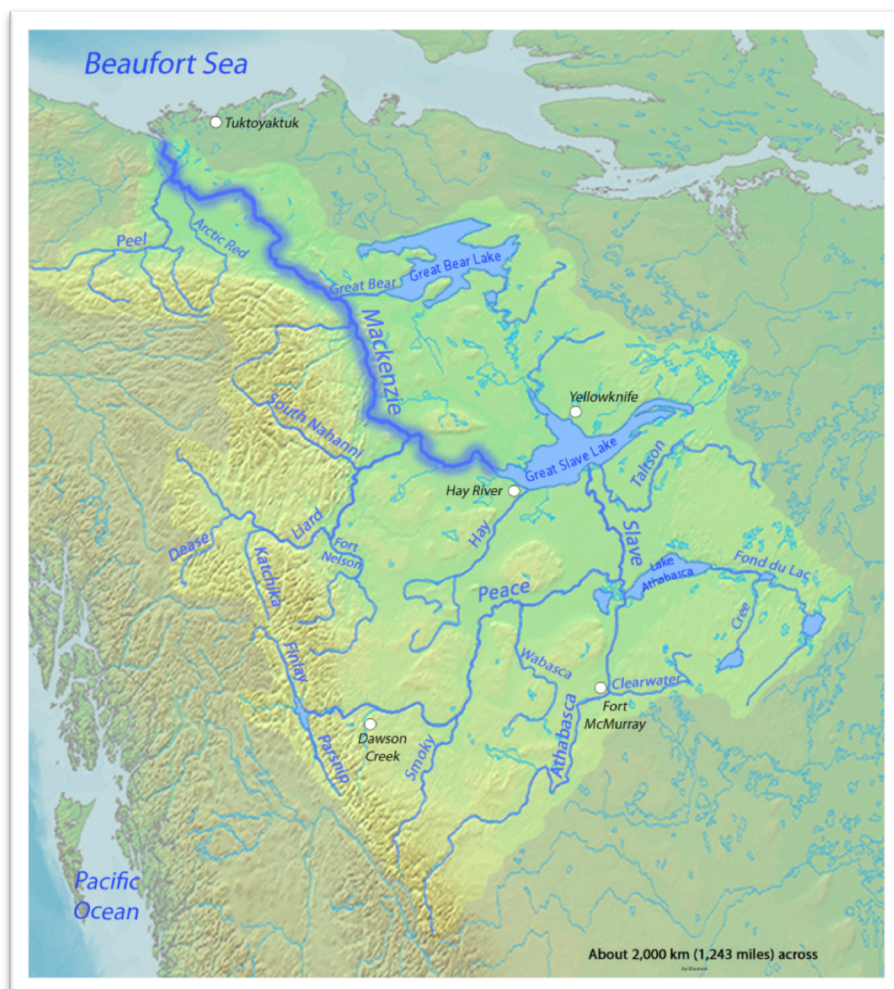 Beaufort Sea
Tuktoyaktuk
Peel
Arctic Red
Great Bear
Great Bear Lake
Mackenzie
Yellowknife
South Nahanni
Great Slave Lake
Taltson
Hay River
Hay
Slave
Liard
Dease
Fort
Nelson
Katchika
Lake
Athabasca
Fond du Lac
Peace
Cree
Finlay
Wabasca
Clearwater
Fort
McMurray
Athabasca
Dawson
Creek
Smoky
Parsnip
Pacific
Ocean
About 2,000 km (1,243 miles) across